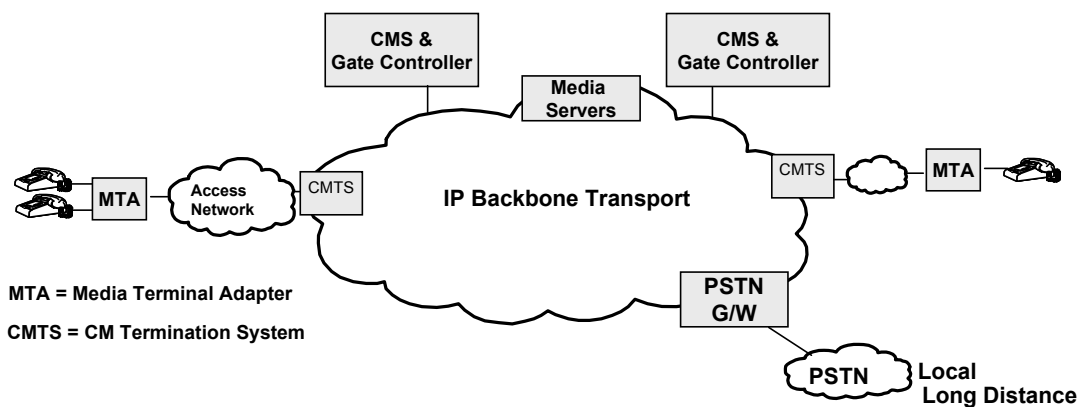 CMS &
Gate Controller
CMS &
Gate Controller
Media
Servers
MTA
Access
Network
CMTS
IP Backbone Transport
CMTS
MTA
MTA = Media Terminal Adapter
CMTS = CM Termination System
PSTN
G/W
PSTN
Local
Long Distance